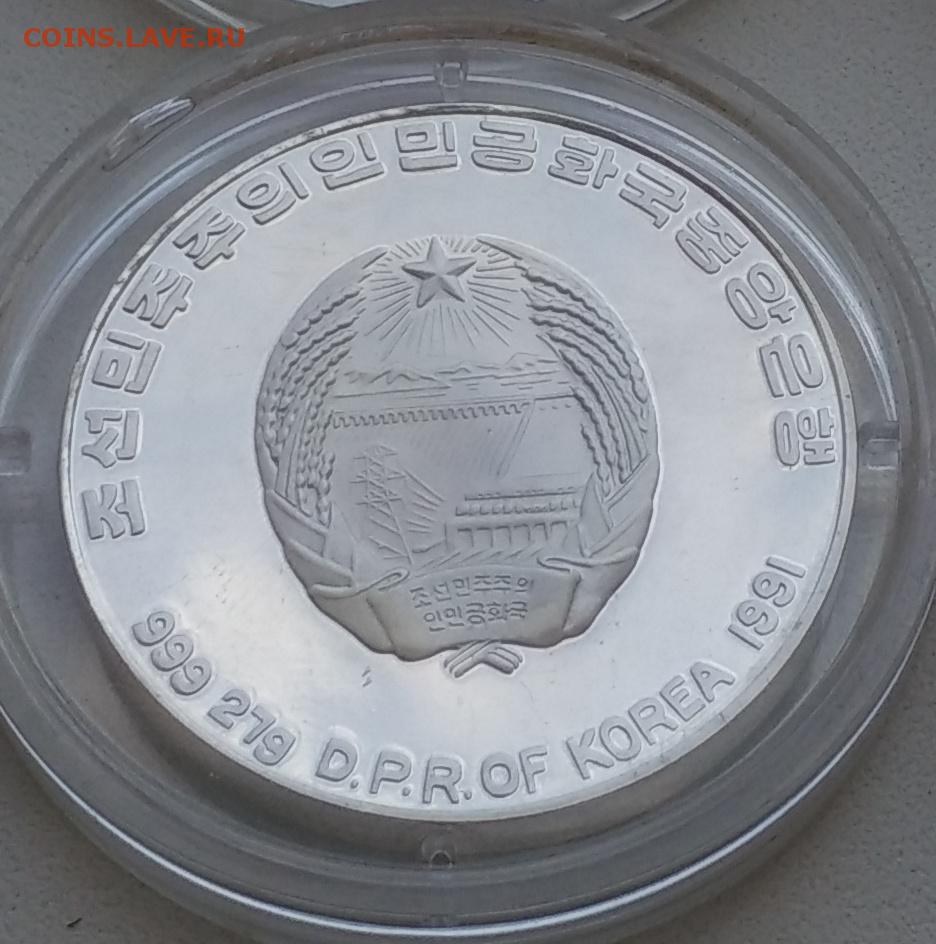 COINS.LAVE.RU
조선민주주의인민공화국중앙은행
조선민주주의
인민공화국
999 27g D.P.R. OF KOREA 1991